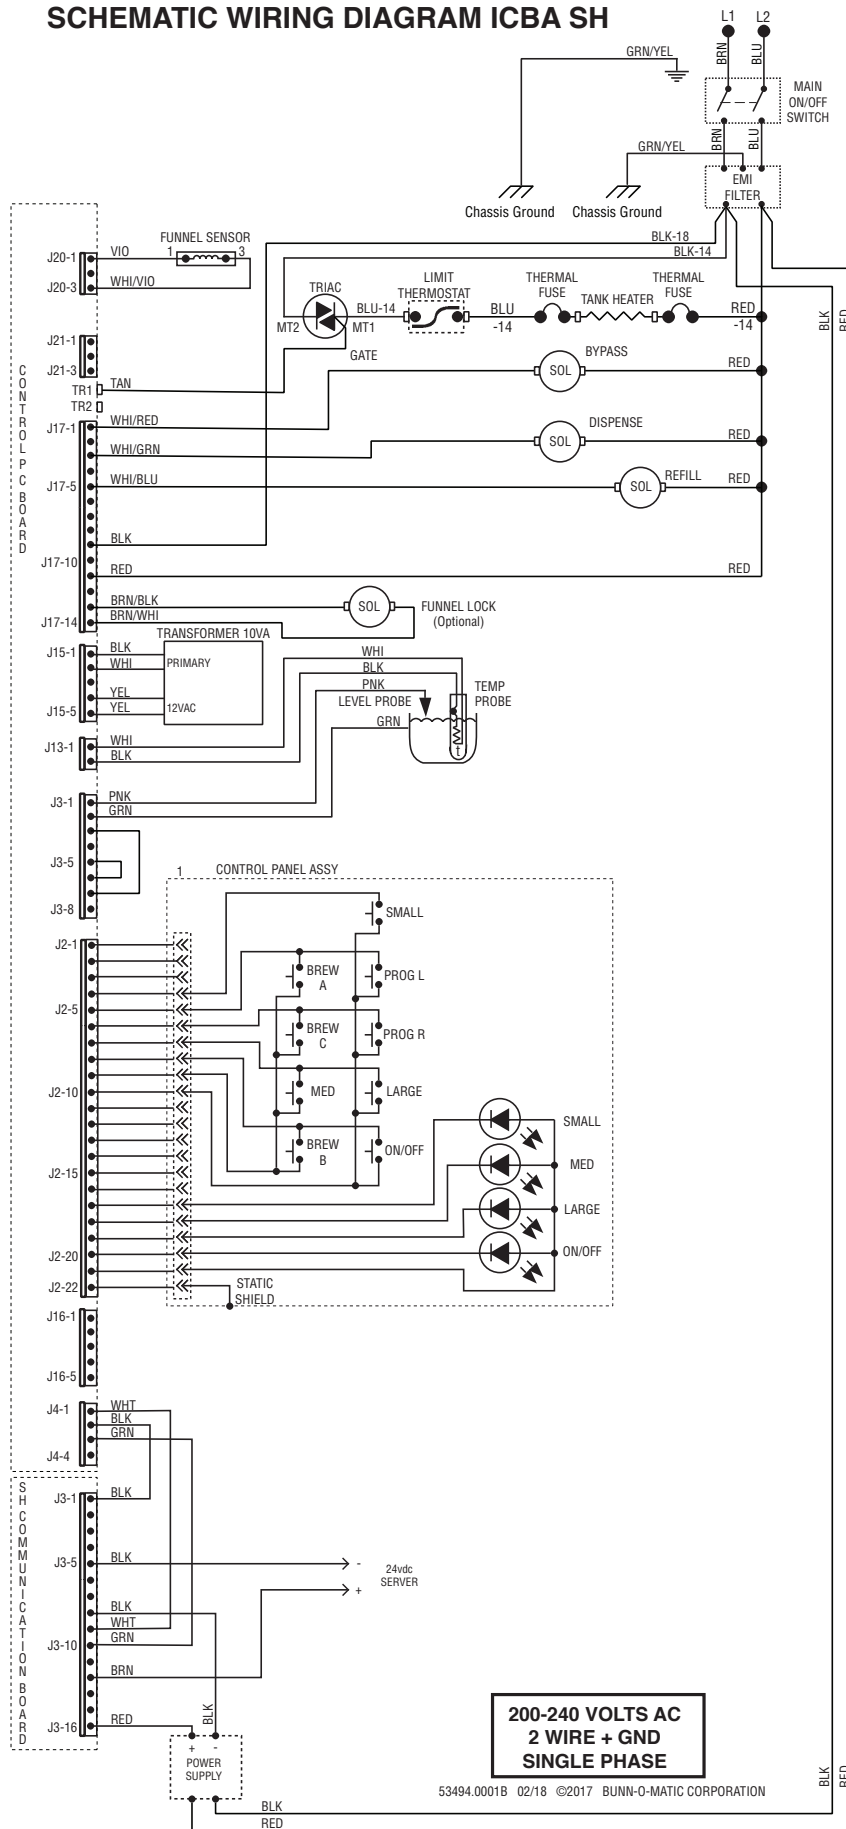 SCHEMATIC WIRING DIAGRAM ICBA SH
L1
L2
BRN
BLU
GRN/YEL
MAIN
ON/OFF
SWITCH
BRN
BLU
GRN/YEL
EMI
FILTER
Chassis Ground
Chassis Ground
BLK-18
BLK-14
CONTROL PC BOARD
J20-1
VIO
FUNNEL SENSOR
1
3
J20-3
WHI/VIO
TRIAC
MT2
MT1
GATE
BLU-14
LIMIT
THERMOSTAT
BLU
-14
THERMAL
FUSE
TANK HEATER
THERMAL
FUSE
RED
-14
BLK
RED
J21-1
J21-3
TR1
TAN
TR2
SOL
BYPASS
RED
J17-1
WHI/RED
WHI/GRN
SOL
DISPENSE
RED
J17-5
WHI/BLU
SOL
REFILL
RED
BLK
J17-10
RED
RED
BRN/BLK
SOL
FUNNEL LOCK
(Optional)
J17-14
BRN/WHI
TRANSFORMER 10VA
J15-1
BLK
WHI
PRIMARY
YEL
J15-5
YEL
12VAC
WHI
BLK
PNK
LEVEL PROBE
GRN
TEMP
PROBE
t
J13-1
WHI
BLK
J3-1
PNK
GRN
J3-5
J3-8
1
CONTROL PANEL ASSY
SMALL
J2-1
BREW
A
PROG L
J2-5
BREW
C
PROG R
J2-10
MED
LARGE
BREW
B
ON/OFF
SMALL
J2-15
MED
LARGE
J2-20
ON/OFF
J2-22
STATIC
SHIELD
J16-1
J16-5
J4-1
WHT
BLK
GRN
J4-4
SH COMMUNICATION BOARD
J3-1
BLK
J3-5
BLK
-
24vdc
SERVER
+
BLK
WHT
J3-10
GRN
BRN
J3-16
RED
BLK
+
-
POWER
SUPPLY
200-240 VOLTS AC
2 WIRE + GND
SINGLE PHASE
53494.0001B 02/18 ©2017 BUNN-O-MATIC CORPORATION
BLK
RED
BLK
RED